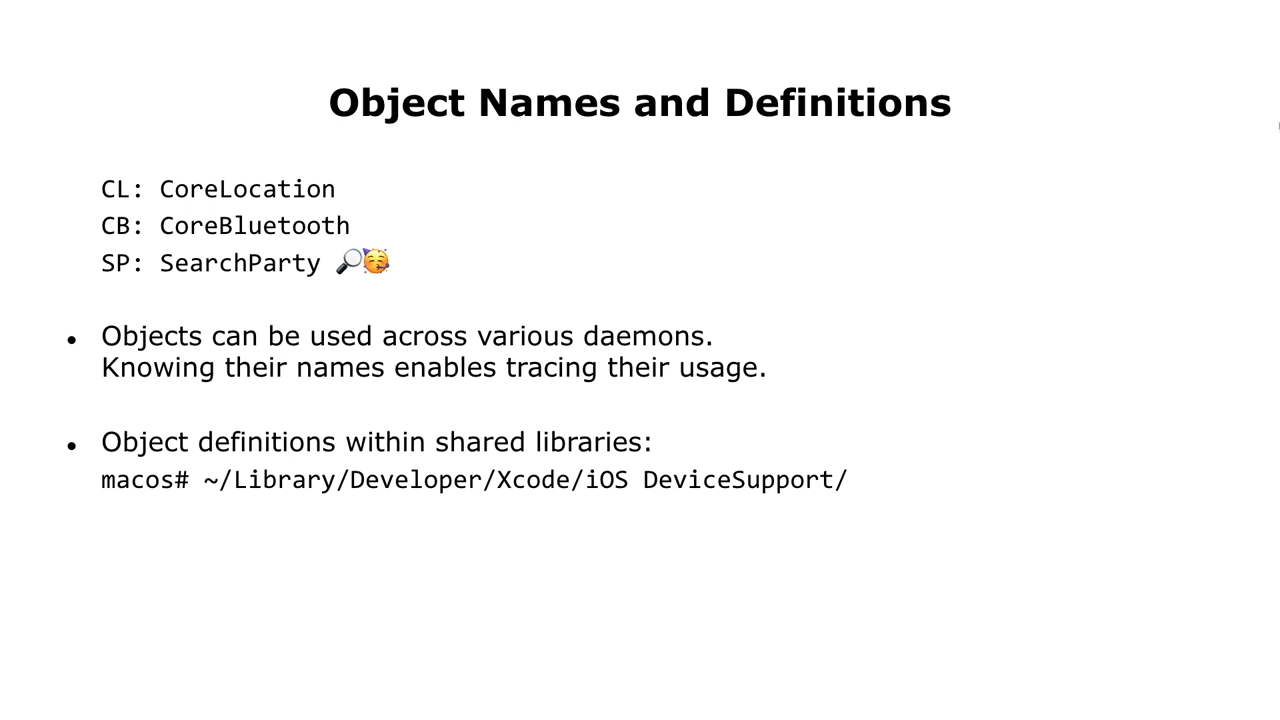 Object Names and Definitions
CL: CoreLocation
CB: CoreBluetooth
SP: SearchParty 🔎🥳
• Objects can be used across various daemons.
Knowing their names enables tracing their usage.
• Object definitions within shared libraries:
macos# ~/Library/Developer/Xcode/iOS DeviceSupport/